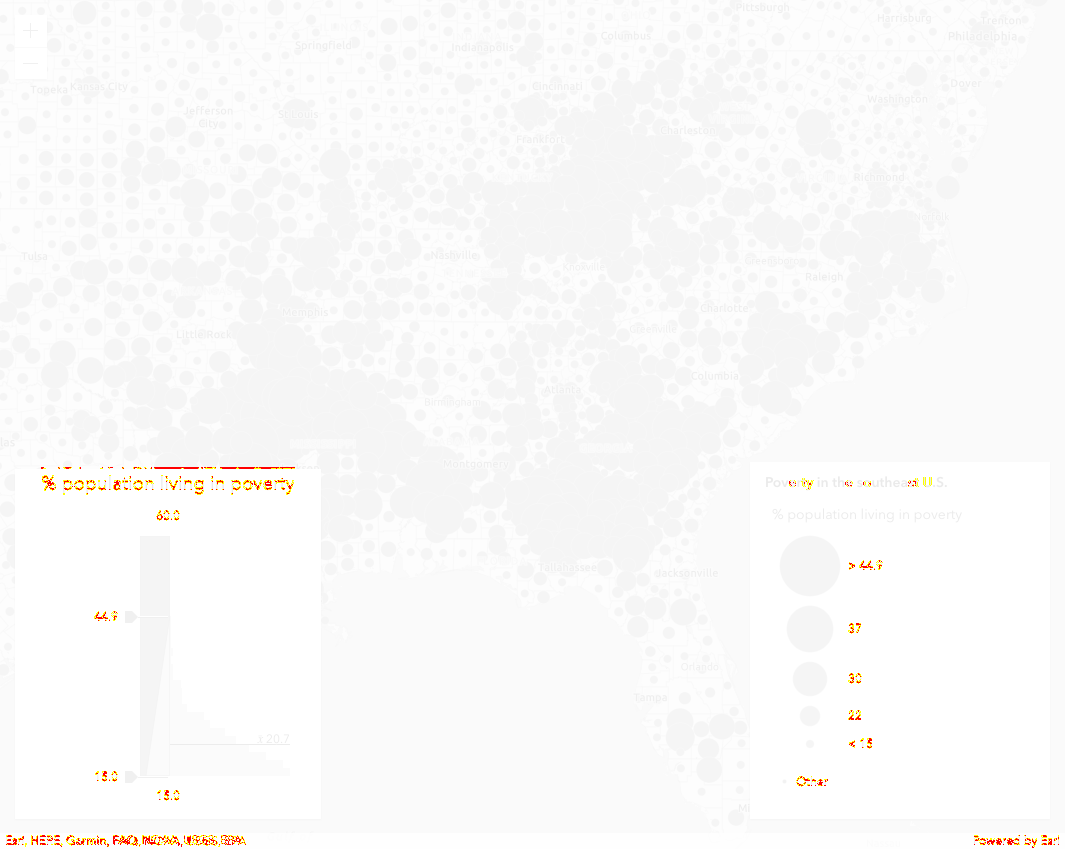 Pittsburgh
Harrisburg
Trenton
Philadelphia
Springfield
Indianapolis
Columbus
Topeka
Kansas City
Cincinnati
Dover
Washington
Jefferson
City
Frankfort
Charleston
Richmond
Tulsa
Nashville
Knoxville
Greensboro
Raleigh
Memphis
Charlotte
Greenville
Little Rock
Columbia
Atlanta
Birmingham
Montgomery
Tallahassee
Jacksonville
Orlando
Tampa
% population living in poverty
60.0
44.9
x̄ 20.7
15.0
15.0
Poverty in the southeast U.S.
% population living in poverty
> 44.9
37
30
22
< 15
Other
Esri, HERE, Garmin, FAO, NOAA, USGS, EPA
Powered by Esri